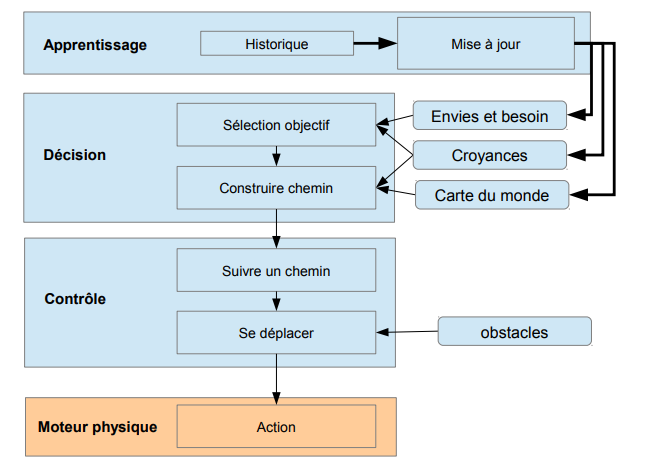 Apprentissage
Historique
Mise à jour
Décision
Sélection objectif
Construire chemin
Envies et besoin
Croyances
Carte du monde
Contrôle
Suivre un chemin
Se déplacer
obstacles
Moteur physique
Action